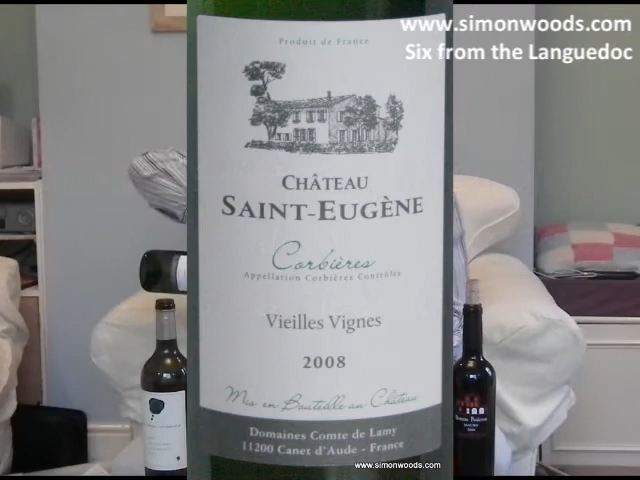 www.simonwoods.com
Six from the Languedoc
Produit de France
CHÂTEAU
SAINT-EUGÈNE
Corbières
Appellation Corbières Contrôlée
Vieilles Vignes
2008
Mis en Bouteille au Château
Domaines Comte de Lamy
11200 Canet d'Aude - France
www.simonwoods.com